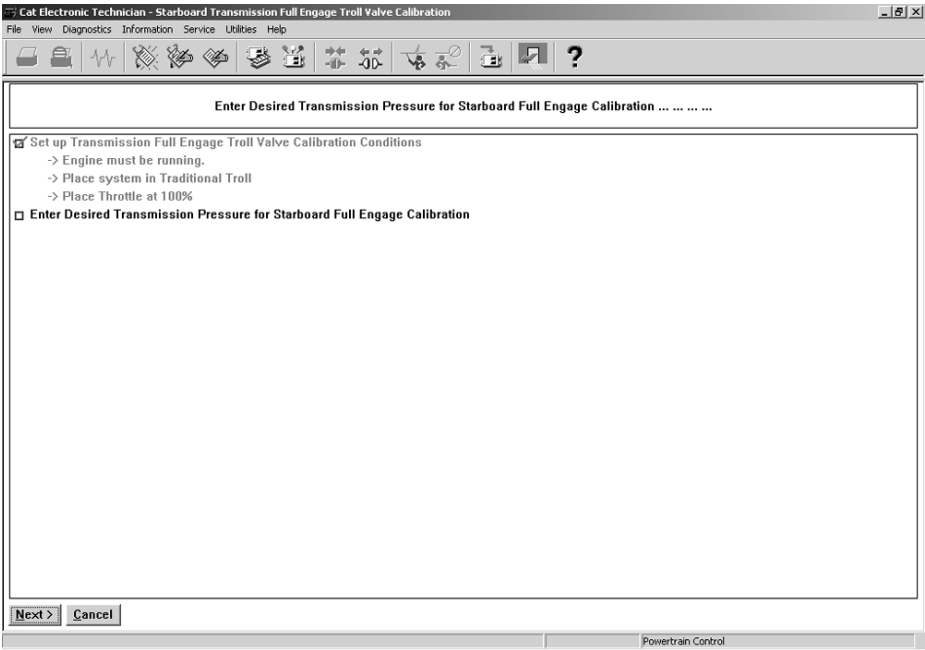 Cat Electronic Technician - Starboard Transmission Full Engage Troll Valve Calibration
File View Diagnostics Information Service Utilities Help
?
Enter Desired Transmission Pressure for Starboard Full Engage Calibration ... ... ... ...
Set up Transmission Full Engage Troll Valve Calibration Conditions
-> Engine must be running.
-> Place system in Traditional Troll
-> Place Throttle at 100%
Enter Desired Transmission Pressure for Starboard Full Engage Calibration
Next > Cancel
Powertrain Control